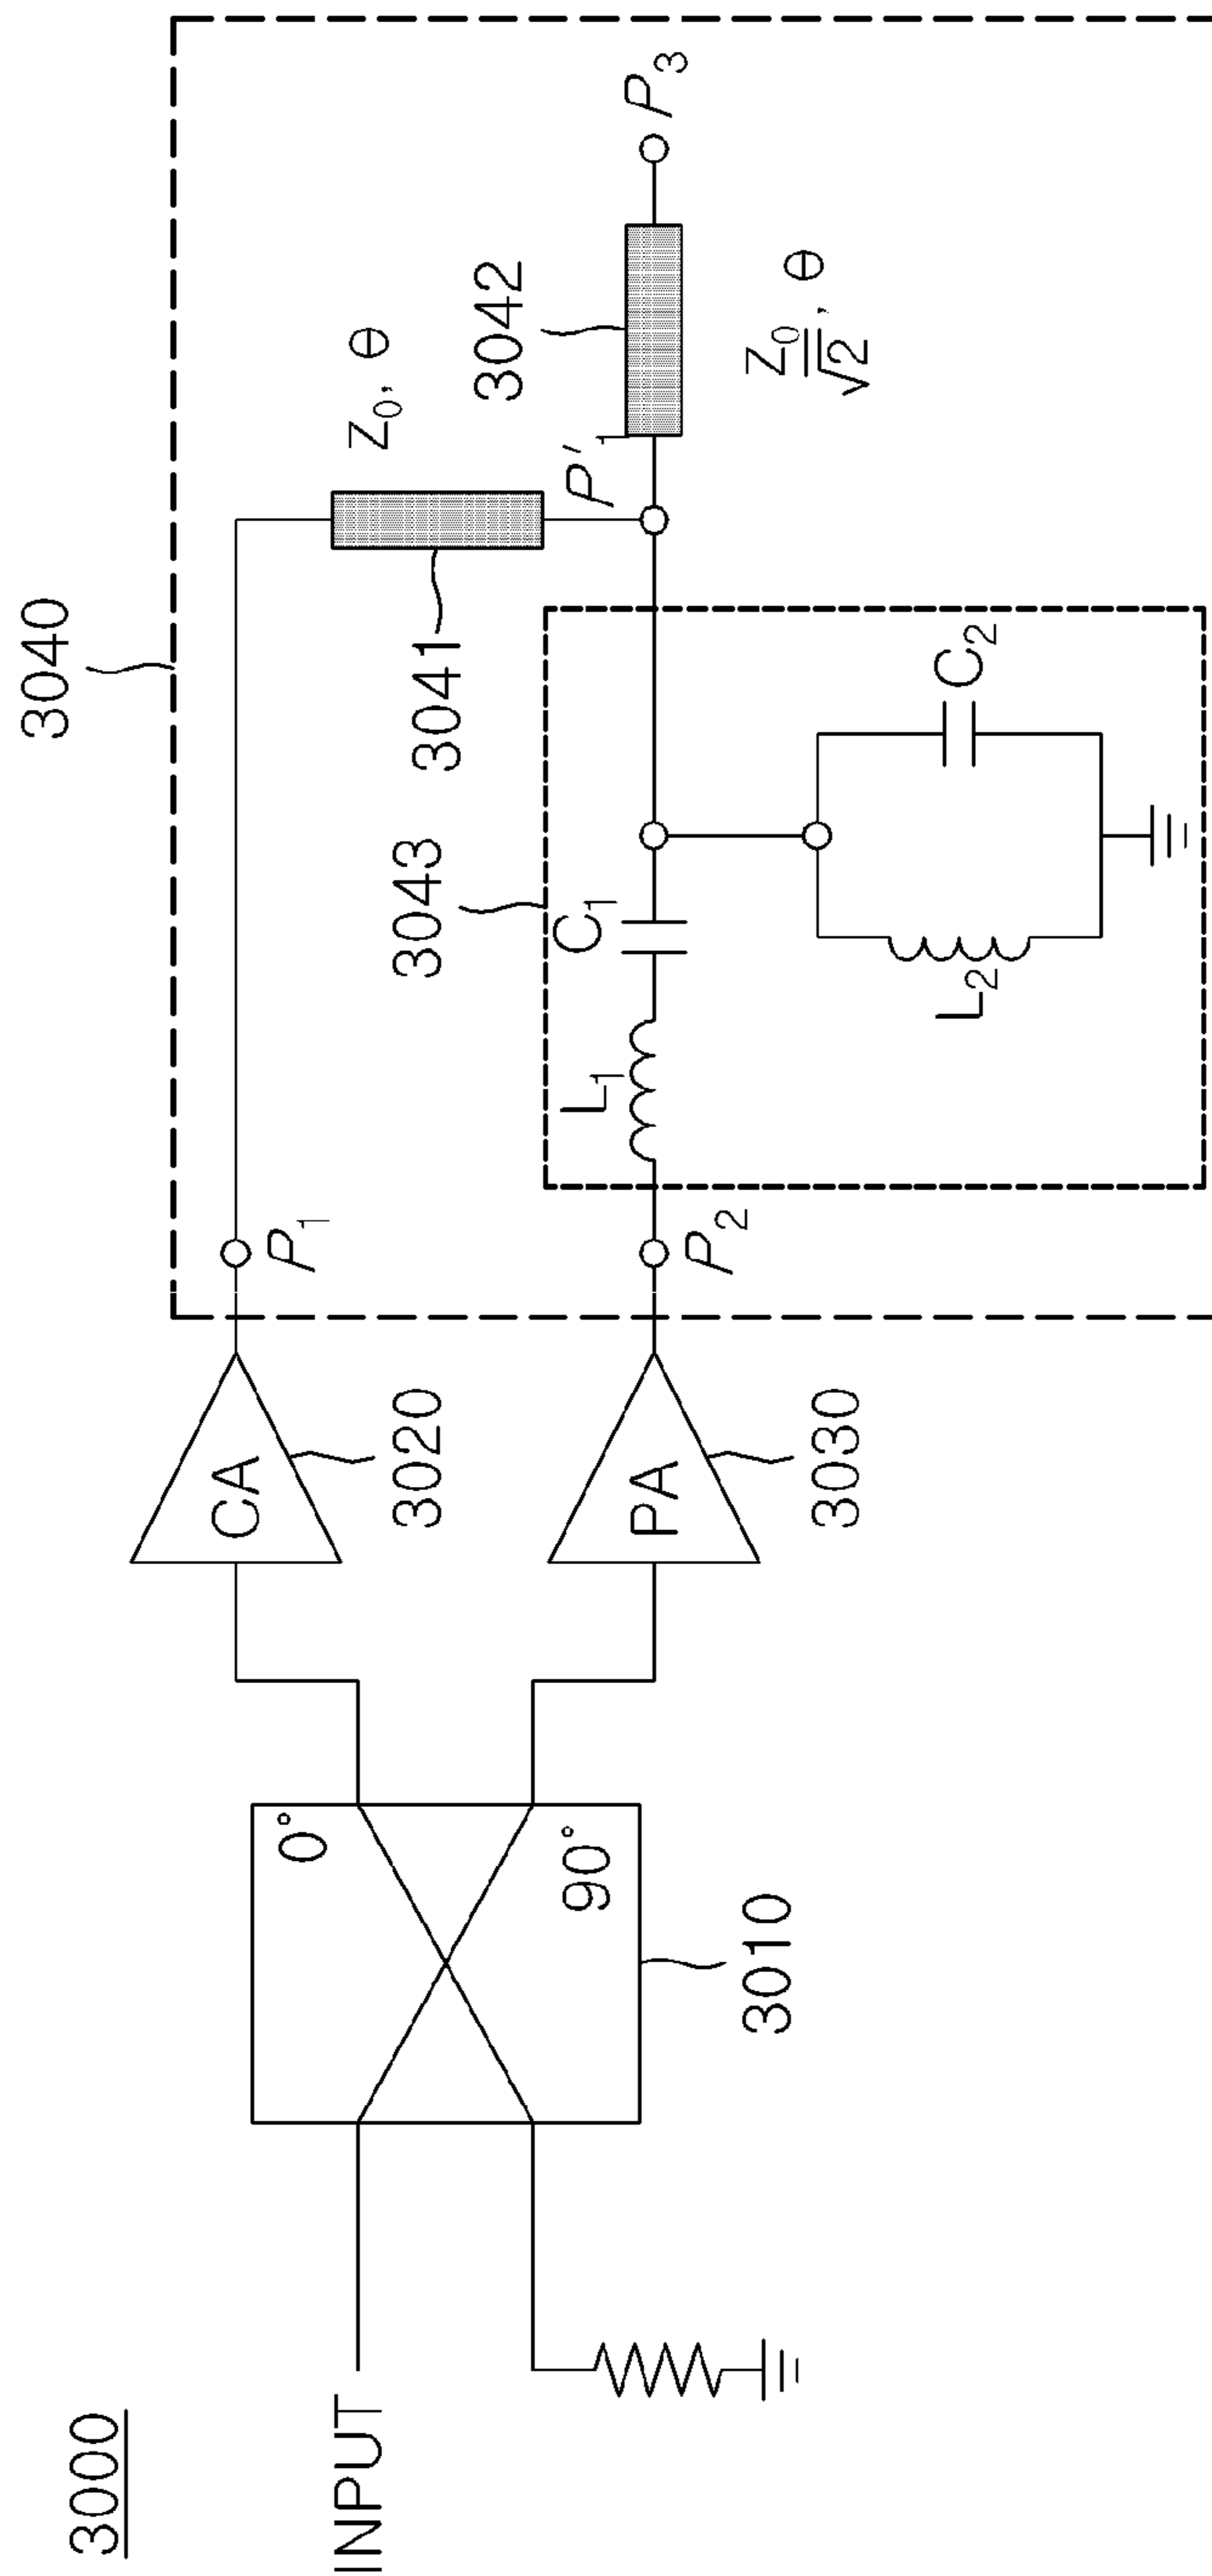 3000
INPUT
0°
90°
3010
CA
3020
PA
3030
3040
P1
P2
3043
L1
C1
L2
C2
3041
Z0, θ
P'1
3042
Z0/√2, θ
P3